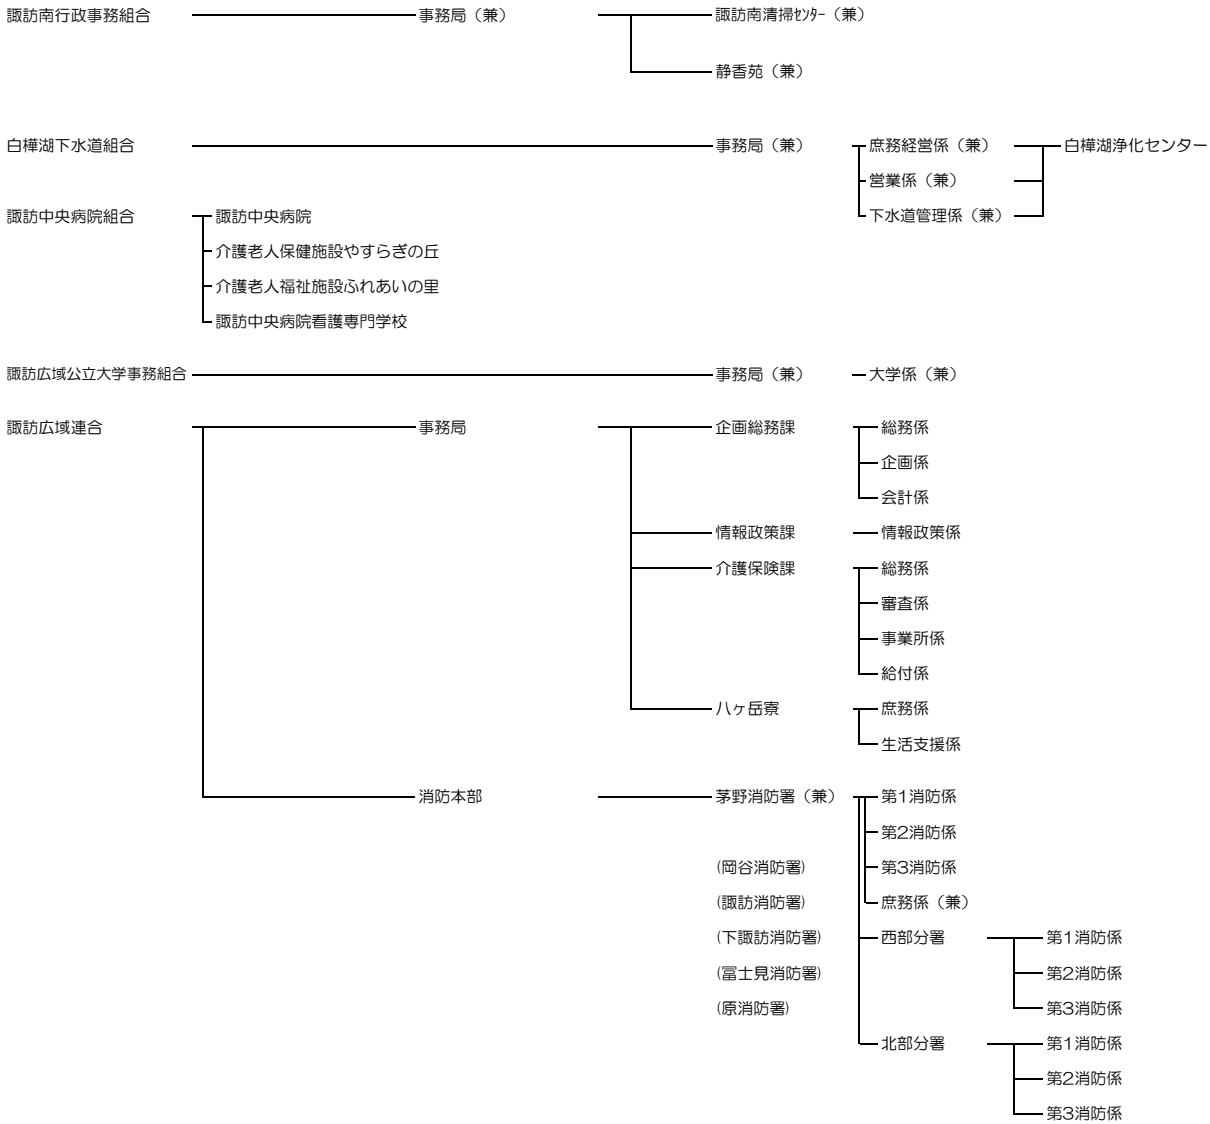 諏訪南行政事務組合 事務局（兼） 諏訪南清掃ｾﾝﾀｰ（兼）
静香苑（兼）
白樺湖下水道組合 事務局（兼） 庶務経営係（兼） 白樺湖浄化センター
営業係（兼）
諏訪中央病院組合 諏訪中央病院 下水道管理係（兼）
介護老人保健施設やすらぎの丘
介護老人福祉施設ふれあいの里
諏訪中央病院看護専門学校
諏訪広域公立大学事務組合 事務局（兼） 大学係（兼）
諏訪広域連合 事務局 企画総務課 総務係
企画係
会計係
情報政策課 情報政策係
介護保険課 総務係
審査係
事業所係
給付係
八ヶ岳寮 庶務係
生活支援係
消防本部 茅野消防署（兼） 第1消防係
第2消防係
(岡谷消防署) 第3消防係
(諏訪消防署) 庶務係（兼）
(下諏訪消防署) 西部分署 第1消防係
(冨士見消防署) 第2消防係
(原消防署) 第3消防係
北部分署 第1消防係
第2消防係
第3消防係